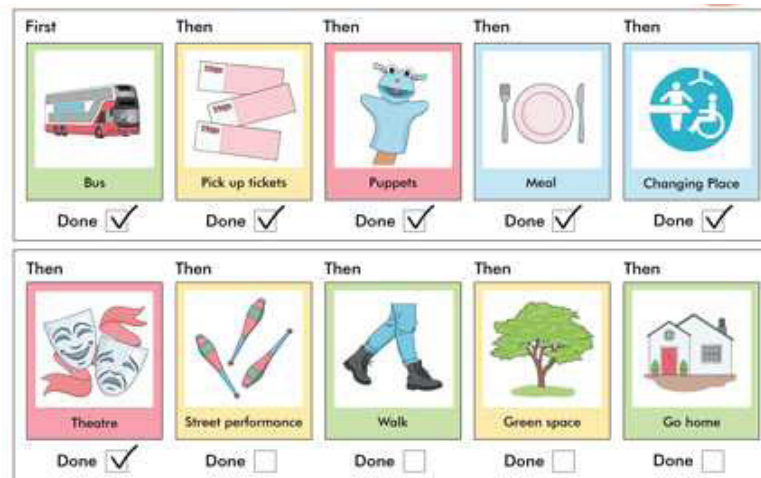 First Then Then Then Then
Bus Pick up tickets Puppets Meal Changing Place
Done Done Done Done Done
Then Then Then Then Then
Theatre Street performance Walk Green space Go home
Done Done Done Done Done